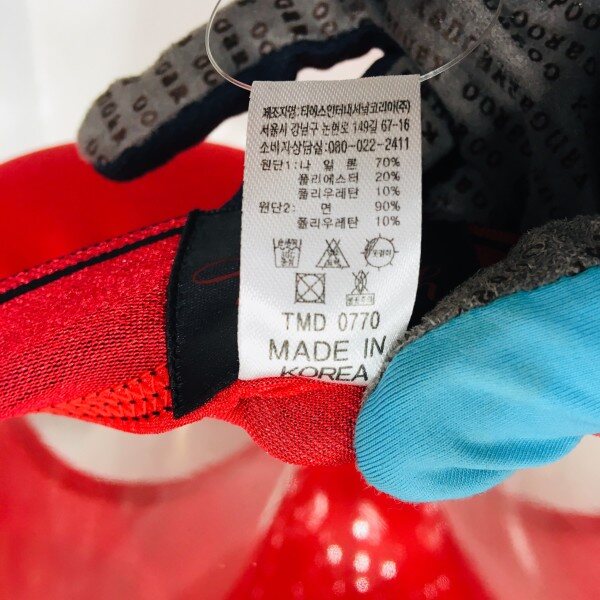 제조자명: 티에스인터내셔널코리아(주)
서울시 강남구 논현로 149길 67-16
소비자상담실: 080-022-2411
원단1: 나 일 론 70%
폴리에스터 20%
폴리우레탄 10%
원단2: 면 90%
폴리우레탄 10%
TMD 0770
MADE IN
KOREA